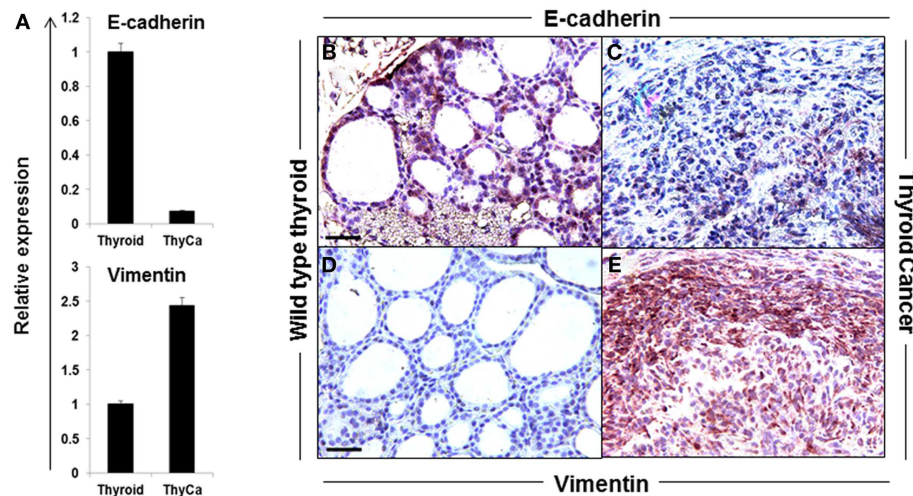 A
Relative expression
E-cadherin
1.2
1
0.8
0.6
0.4
0.2
0
Thyroid ThyCa
Vimentin
3
2.5
2
1.5
1
0.5
0
Thyroid ThyCa
E-cadherin
Wild type thyroid
B
C
D
E
Thyroid Cancer
Vimentin